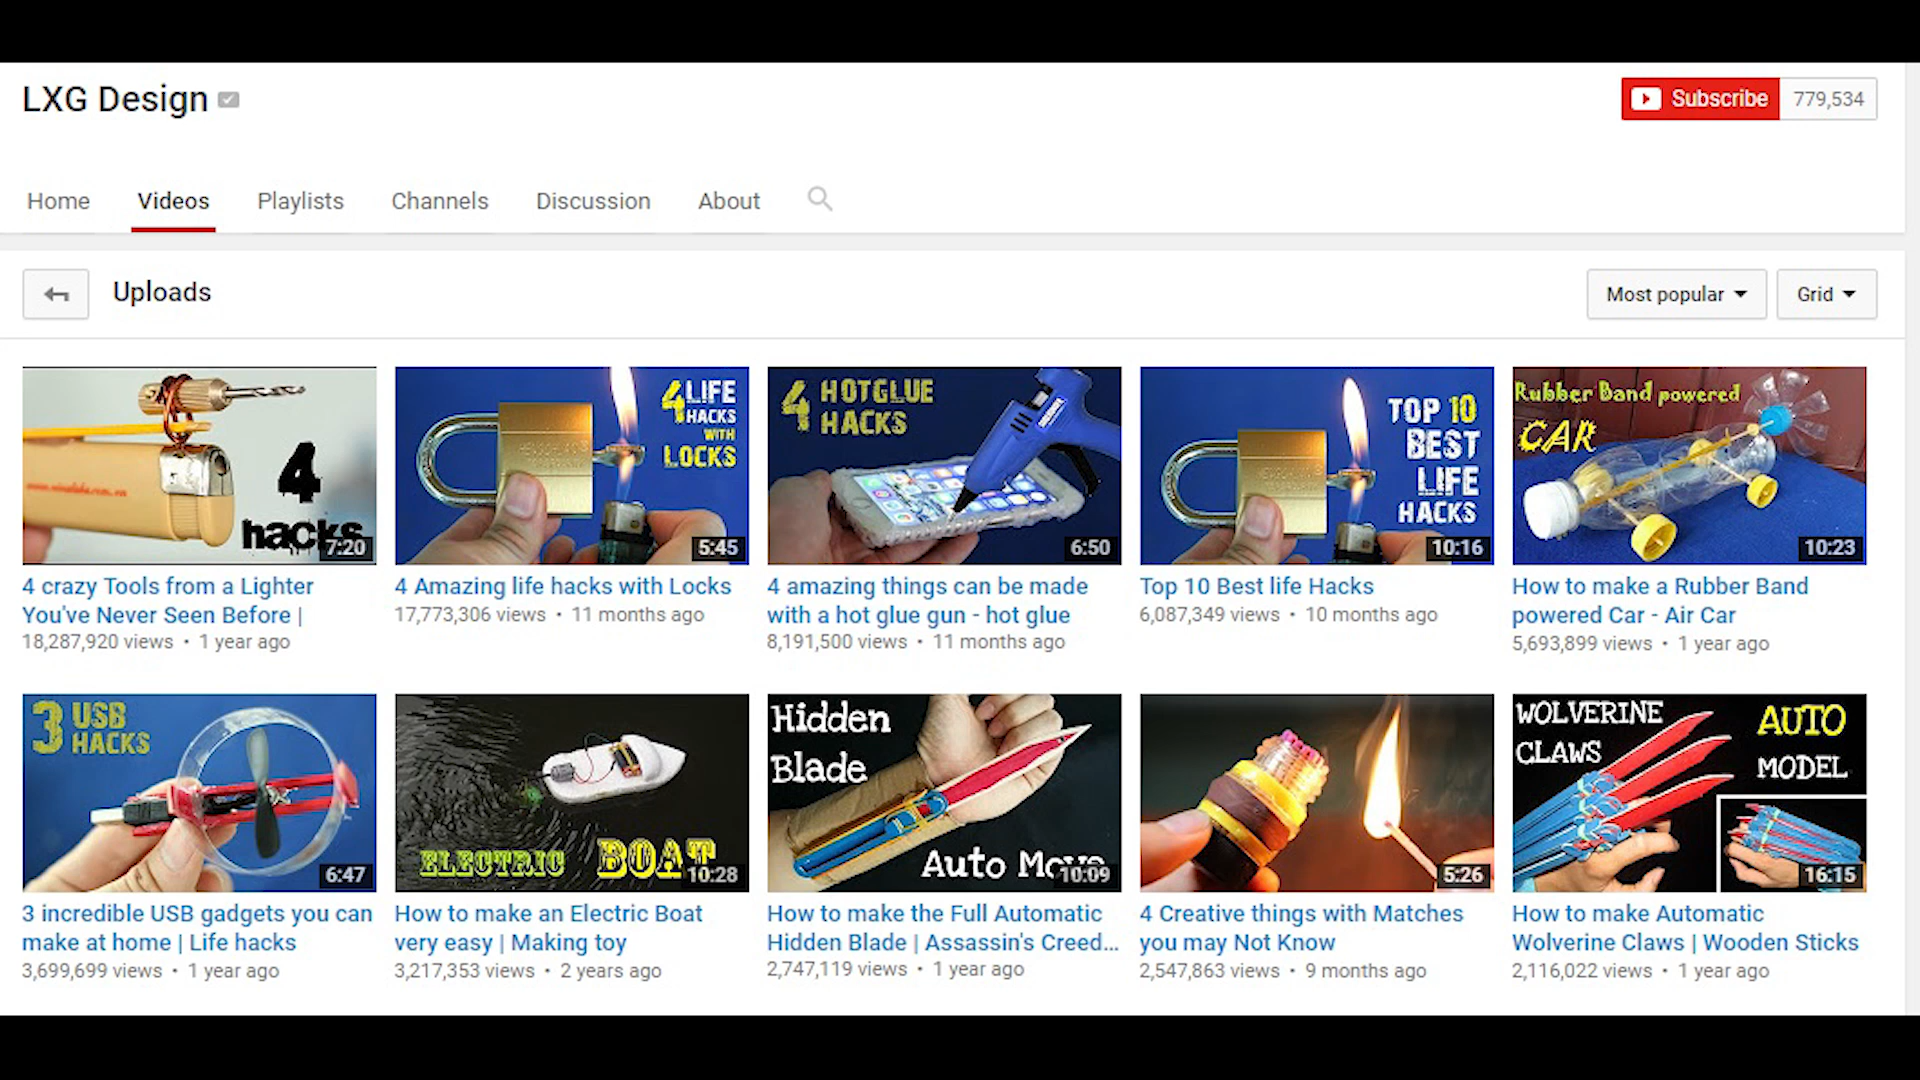 LXG Design
Subscribe 779,534
Home Videos Playlists Channels Discussion About
Uploads
Most popular Grid
4
hacks
7:20
4 LIFE
HACKS
WITH
LOCKS
5:45
4 HOTGLUE
HACKS
6:50
TOP 10
BEST
LIFE
HACKS
10:16
Rubber Band powered
CAR
10:23
4 crazy Tools from a Lighter
You've Never Seen Before |
18,287,920 views • 1 year ago
4 Amazing life hacks with Locks
17,773,306 views • 11 months ago
4 amazing things can be made
with a hot glue gun - hot glue
8,191,500 views • 11 months ago
Top 10 Best life Hacks
6,087,349 views • 10 months ago
How to make a Rubber Band
powered Car - Air Car
5,693,899 views • 1 year ago
3 USB
HACKS
6:47
ELECTRIC BOAT
10:28
Hidden
Blade
Auto Move
10:09
5:26
WOLVERINE
CLAWS
AUTO
MODEL
16:15
3 incredible USB gadgets you can
make at home | Life hacks
3,699,699 views • 1 year ago
How to make an Electric Boat
very easy | Making toy
3,217,353 views • 2 years ago
How to make the Full Automatic
Hidden Blade | Assassin's Creed...
2,747,119 views • 1 year ago
4 Creative things with Matches
you may Not Know
2,547,863 views • 9 months ago
How to make Automatic
Wolverine Claws | Wooden Sticks
2,116,022 views • 1 year ago